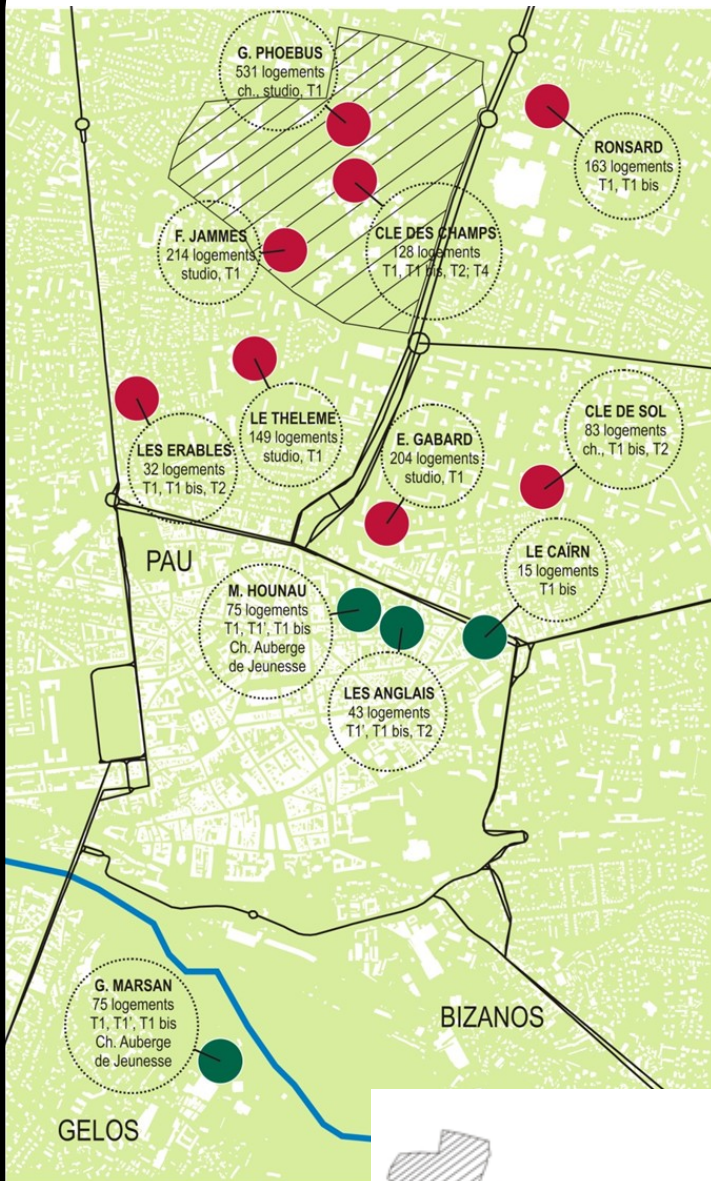 G. PHOEBUS
531 logements
ch., studio, T1
RONSARD
163 logements
T1, T1 bis
CLE DES CHAMPS
128 logements
T1, T1 bis, T2; T4
F. JAMMES
214 logements
studio, T1
LE THELEME
149 logements
studio, T1
LES ERABLES
32 logements
T1, T1 bis, T2
E. GABARD
204 logements
studio, T1
CLE DE SOL
83 logements
ch., T1 bis, T2
PAU
LE CAÏRN
15 logements
T1 bis
M. HOUNAU
75 logements
T1, T1', T1 bis
Ch. Auberge
de Jeunesse
LES ANGLAIS
43 logements
T1', T1 bis, T2
G. MARSAN
75 logements
T1, T1', T1 bis
Ch. Auberge
de Jeunesse
BIZANOS
GELOS